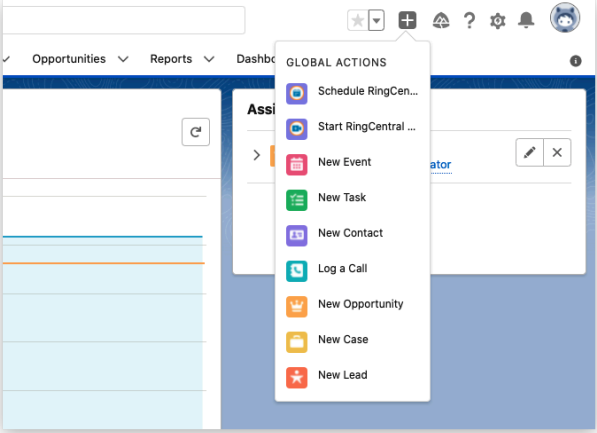 Opportunities
Reports
Dashbo
GLOBAL ACTIONS
Schedule RingCen...
Start RingCentral ...
New Event
New Task
New Contact
Log a Call
New Opportunity
New Case
New Lead
Assi
ator